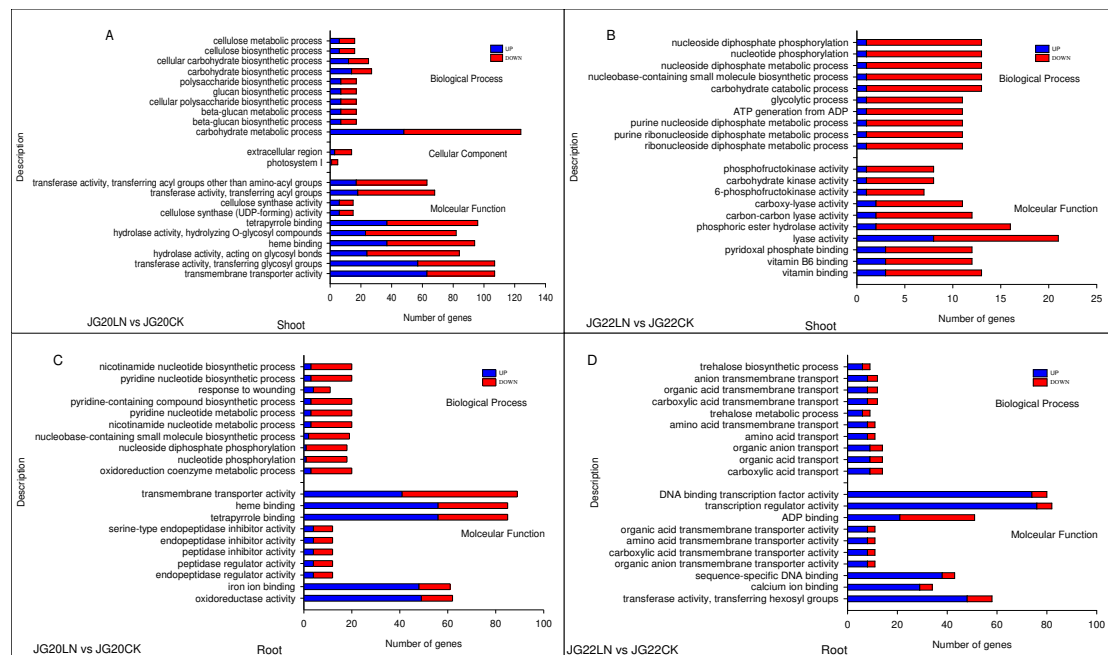 A
UP
DOWN
cellulose metabolic process
cellulose biosynthetic process
cellular carbohydrate biosynthetic process
carbohydrate biosynthetic process
polysaccharide biosynthetic process
glucan biosynthetic process
cellular polysaccharide biosynthetic process
beta-glucan metabolic process
beta-glucan biosynthetic process
carbohydrate metabolic process
Biological Process
extracellular region
photosystem I
Cellular Component
transferase activity, transferring acyl groups other than amino-acyl groups
transferase activity, transferring acyl groups
cellulose synthase activity
cellulose synthase (UDP-forming) activity
tetrapyrrole binding
hydrolase activity, hydrolyzing O-glycosyl compounds
heme binding
hydrolase activity, acting on glycosyl bonds
transferase activity, transferring glycosyl groups
transmembrane transporter activity
Molcecular Function
Description
0 20 40 60 80 100 120 140
Number of genes
JG20LN vs JG20CK
Shoot
B
UP
DOWN
nucleoside diphosphate phosphorylation
nucleotide phosphorylation
nucleoside diphosphate metabolic process
nucleobase-containing small molecule biosynthetic process
carbohydrate catabolic process
glycolytic process
ATP generation from ADP
purine nucleoside diphosphate metabolic process
purine ribonucleoside diphosphate metabolic process
ribonucleoside diphosphate metabolic process
Biological Process
phosphofructokinase activity
carbohydrate kinase activity
6-phosphofructokinase activity
carboxy-lyase activity
carbon-carbon lyase activity
phosphoric ester hydrolase activity
lyase activity
pyridoxal phosphate binding
vitamin B6 binding
vitamin binding
Molcecular Function
Description
0 5 10 15 20 25
Number of genes
JG22LN vs JG22CK
Shoot
C
UP
DOWN
nicotinamide nucleotide biosynthetic process
pyridine nucleotide biosynthetic process
response to wounding
pyridine-containing compound biosynthetic process
pyridine nucleotide metabolic process
nicotinamide nucleotide metabolic process
nucleobase-containing small molecule biosynthetic process
nucleoside diphosphate phosphorylation
nucleotide phosphorylation
oxidoreduction coenzyme metabolic process
Biological Process
transmembrane transporter activity
heme binding
tetrapyrrole binding
serine-type endopeptidase inhibitor activity
endopeptidase inhibitor activity
peptidase inhibitor activity
peptidase regulator activity
endopeptidase regulator activity
iron ion binding
oxidoreductase activity
Molcecular Function
Description
0 20 40 60 80 100
Number of genes
JG20LN vs JG20CK
Root
D
UP
DOWN
trehalose biosynthetic process
anion transmembrane transport
organic acid transmembrane transport
carboxylic acid transmembrane transport
trehalose metabolic process
amino acid transmembrane transport
amino acid transport
organic anion transport
organic acid transport
carboxylic acid transport
Biological Process
DNA binding transcription factor activity
transcription regulator activity
ADP binding
organic acid transmembrane transporter activity
amino acid transmembrane transporter activity
carboxylic acid transmembrane transporter activity
organic anion transmembrane transporter activity
sequence-specific DNA binding
calcium ion binding
transferase activity, transferring hexosyl groups
Molcecular Function
Description
0 20 40 60 80 100
Number of genes
JG22LN vs JG22CK
Root